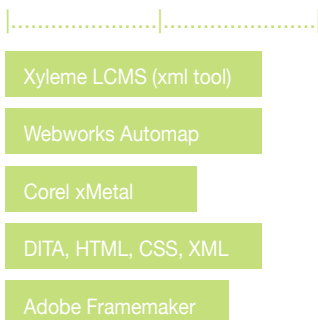 Xyleme LCMS (xml tool)
Webworks Automap
Corel xMetal
DITA, HTML, CSS, XML
Adobe Framemaker